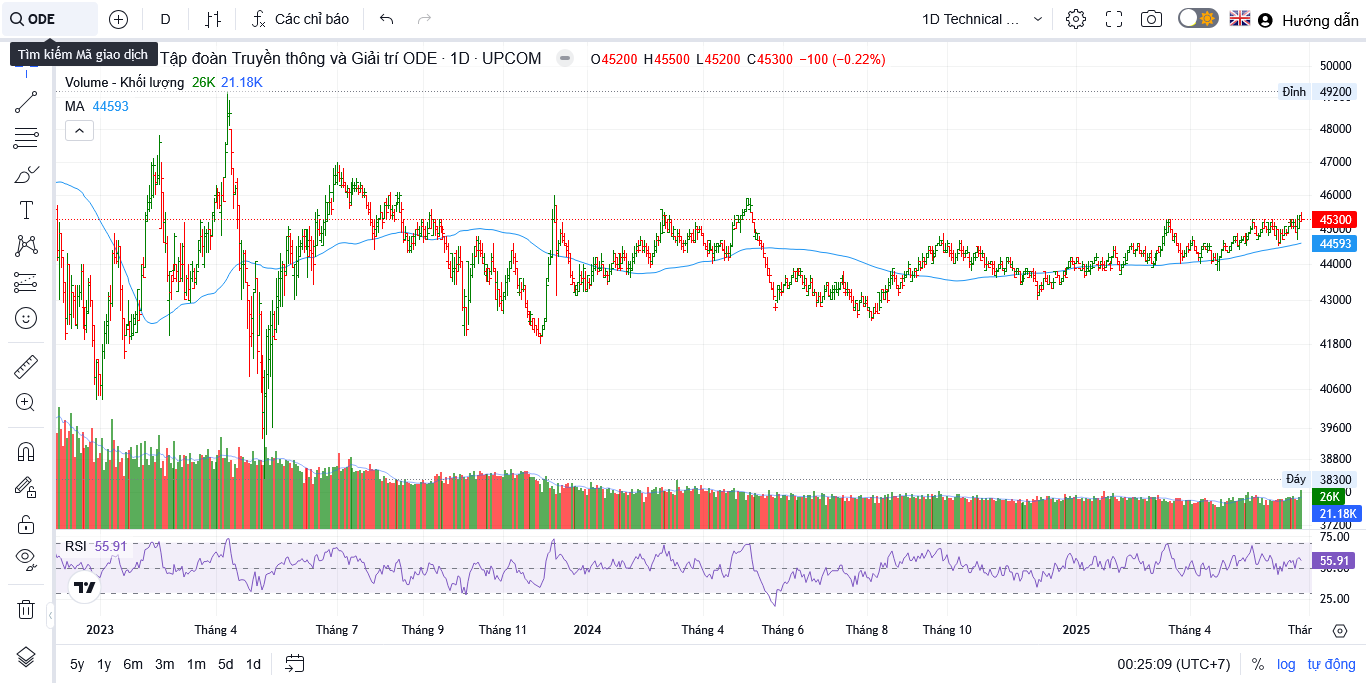 ODE
D
Các chỉ báo
1D Technical ...
Hướng dẫn
Tìm kiếm Mã giao dịch
Tập đoàn Truyền thông và Giải trí ODE · 1D · UPCOM
O45200 H45500 L45200 C45300 −100 (−0.22%)
Volume - Khối lượng 26K 21.18K
MA 44593
50000
Đỉnh 49200
48000
47000
46000
45300
45000
44593
44000
43000
41800
40600
39600
38800
Đáy 38300
26K
21.18K
37700
RSI 55.91
75.00
55.91
50.00
25.00
2023 Tháng 4 Tháng 7 Tháng 9 Tháng 11 2024 Tháng 4 Tháng 6 Tháng 8 Tháng 10 2025 Tháng 4 Thár
5y 1y 6m 3m 1m 5d 1d
00:25:09 (UTC+7) % log tự động